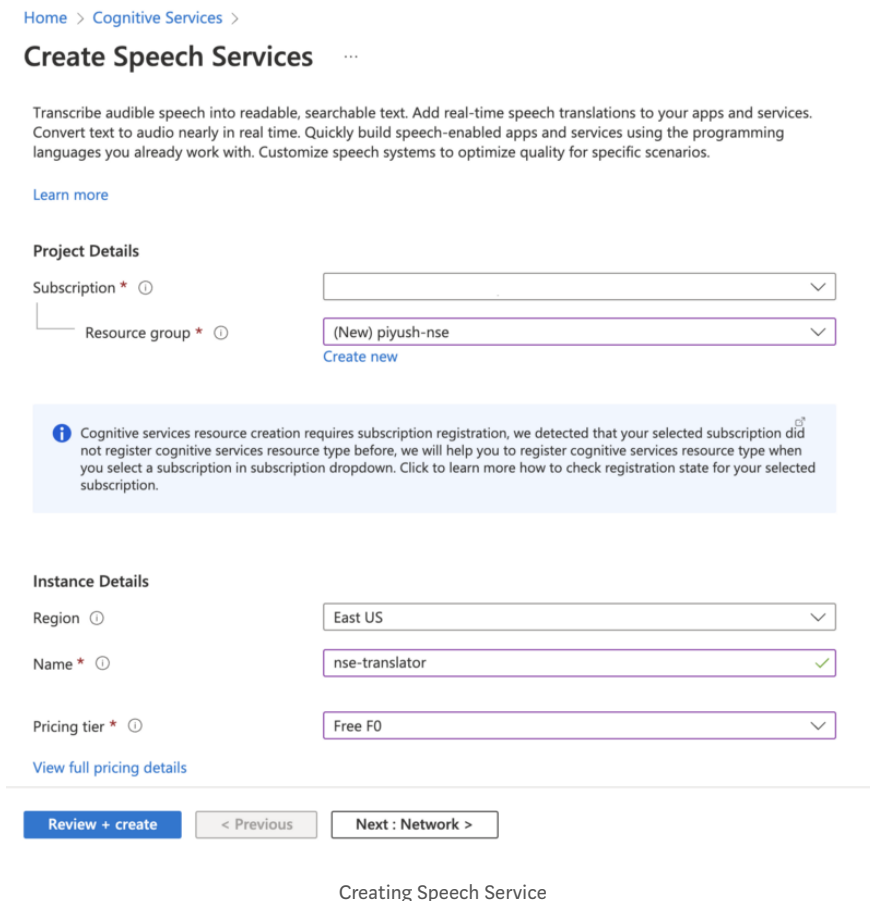 Home > Cognitive Services >
Create Speech Services ...
Transcribe audible speech into readable, searchable text. Add real-time speech translations to your apps and services.
Convert text to audio nearly in real time. Quickly build speech-enabled apps and services using the programming
languages you already work with. Customize speech systems to optimize quality for specific scenarios.
Learn more
Project Details
Subscription *
Resource group * (New) piyush-nse
Create new
Cognitive services resource creation requires subscription registration, we detected that your selected subscription did
not register cognitive services resource type before, we will help you to register cognitive services resource type when
you select a subscription in subscription dropdown. Click to learn more how to check registration state for your selected
subscription.
Instance Details
Region East US
Name * nse-translator
Pricing tier * Free F0
View full pricing details
Review + create < Previous Next : Network >
Creating Speech Service